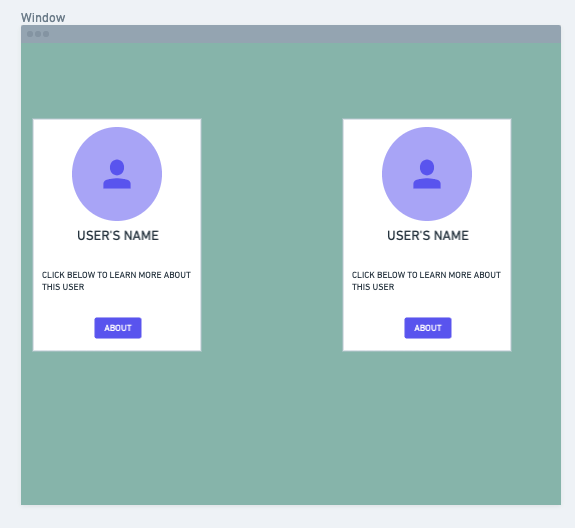 Window
USER'S NAME
CLICK BELOW TO LEARN MORE ABOUT
THIS USER
ABOUT
USER'S NAME
CLICK BELOW TO LEARN MORE ABOUT
THIS USER
ABOUT